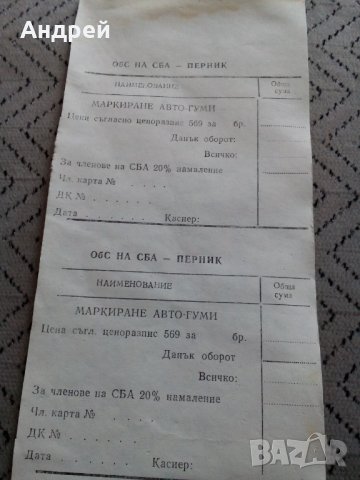 Андрей
ОбС НА СБА — ПЕРНИК
НАИМЕНОВАНИЕ
Обща сума
МАРКИРАНЕ АВТО-ГУМИ
Цени съгласно ценоразпис 569 за бр.
Данък оборот:
Всичко:
За членове на СБА 20% намаление
Чл. карта № . . . . .
ДК № . . . . .
Дата . . . . . . Касиер:
ОбС НА СБА — ПЕРНИК
НАИМЕНОВАНИЕ
Обща сума
МАРКИРАНЕ АВТО-ГУМИ
Цена съгл. ценоразпис 569 за бр.
Данък оборот
Всичко:
За членове на СБА 20% намаление
Чл. карта № . . . . .
ДК № . . . . .
Дата . . . . . Касиер:
BAZAR